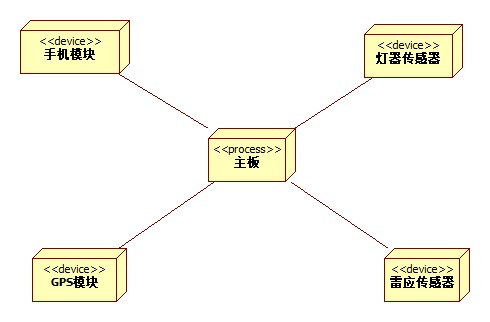 <<device>>
手机模块
<<device>>
灯器传感器
<<process>>
主板
<<device>>
GPS模块
<<device>>
雷应传感器